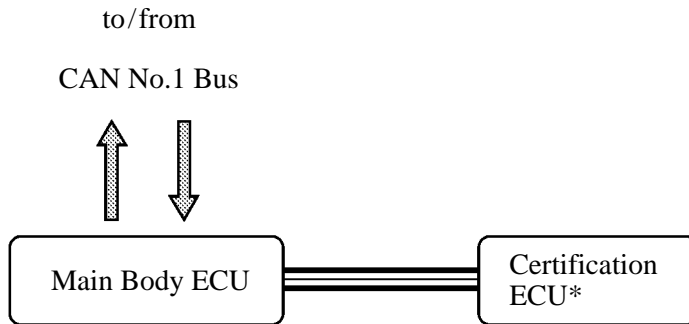 to/from
CAN No.1 Bus
Main Body ECU
Certification
ECU*